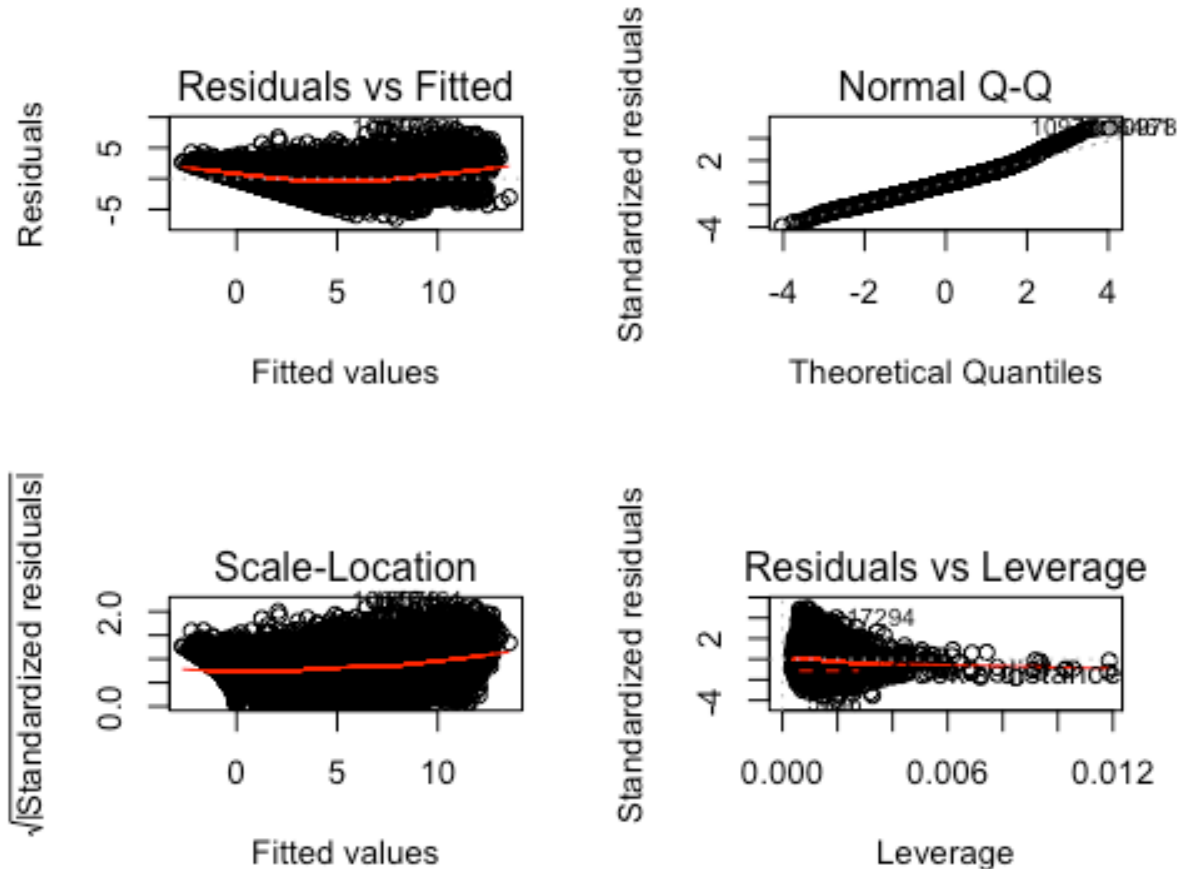 Residuals vs Fitted
Residuals
5
-5
0 5 10
Fitted values
Normal Q-Q
Standardized residuals
2
-4
-4 -2 0 2 4
Theoretical Quantiles
Scale-Location
√|Standardized residuals|
2.0
0.0
0 5 10
Fitted values
Residuals vs Leverage
Standardized residuals
2
-4
17294
0.000 0.006 0.012
Leverage